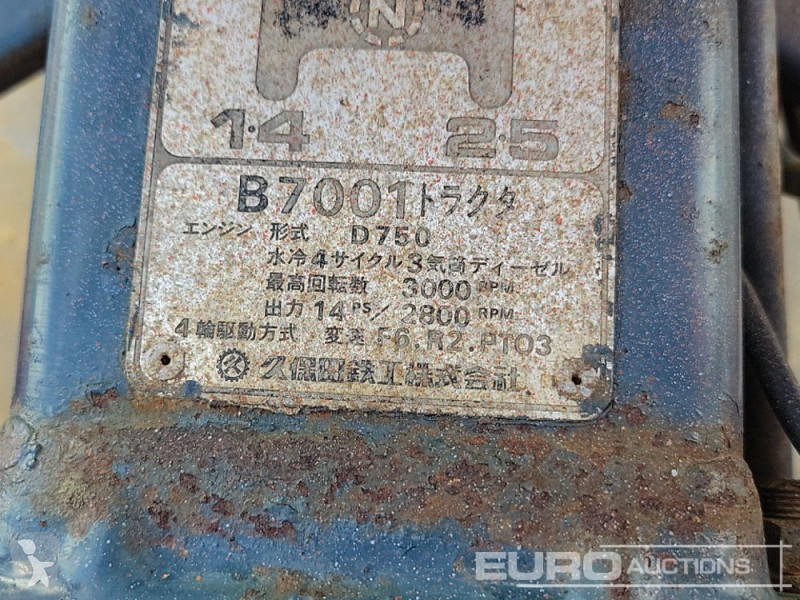 N
1·4 2·5
B7001トラクタ
エンジン 形式 D750
水冷4サイクル3気筒ディーゼル
最高回転数 3000 RPM
出力 14 PS/2800 RPM
4輪駆動方式 変速 F6.R2.PTO3
久保田鉄工株式会社
EURO AUCTIONS